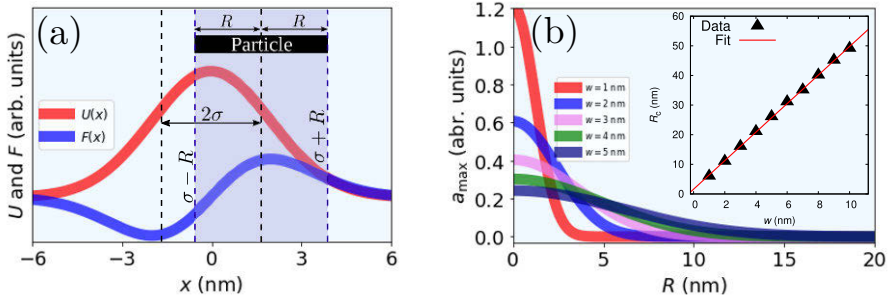 (a)
R R
Particle
U(x)
F(x)
2σ
σ − R
σ + R
U and F (arb. units)
−6 −3 0 3 6
x (nm)
(b)
1.2
1.0
0.8
0.6
0.4
0.2
0.0
a_max (abr. units)
w = 1 nm
w = 2 nm
w = 3 nm
w = 4 nm
w = 5 nm
0 5 10 15 20
R (nm)
Data
Fit
60
50
40
30
20
10
0
R_c (nm)
0 2 4 6 8 10
w (nm)